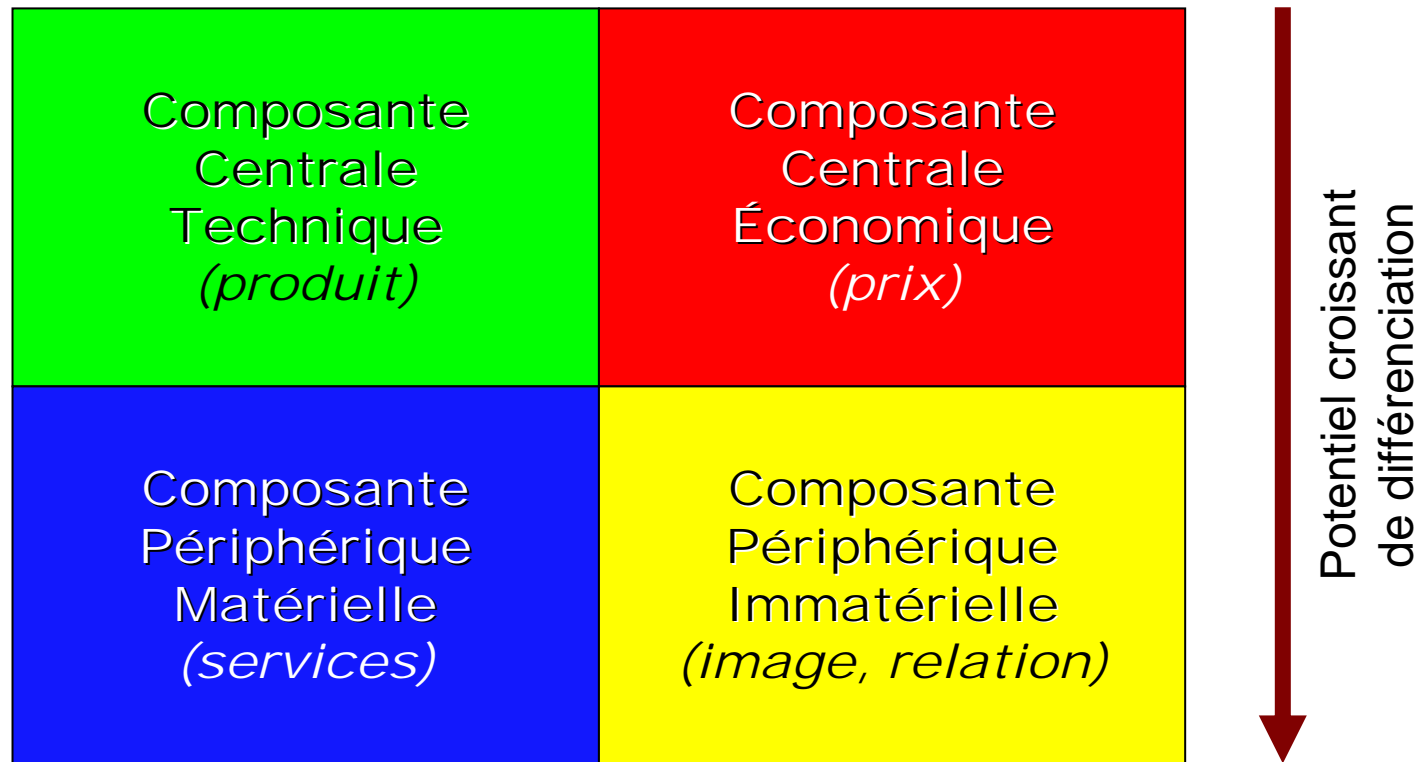 Composante
Centrale
Technique
(produit)
Composante
Centrale
Économique
(prix)
Composante
Périphérique
Matérielle
(services)
Composante
Périphérique
Immatérielle
(image, relation)
Potentiel croissant
de différenciation